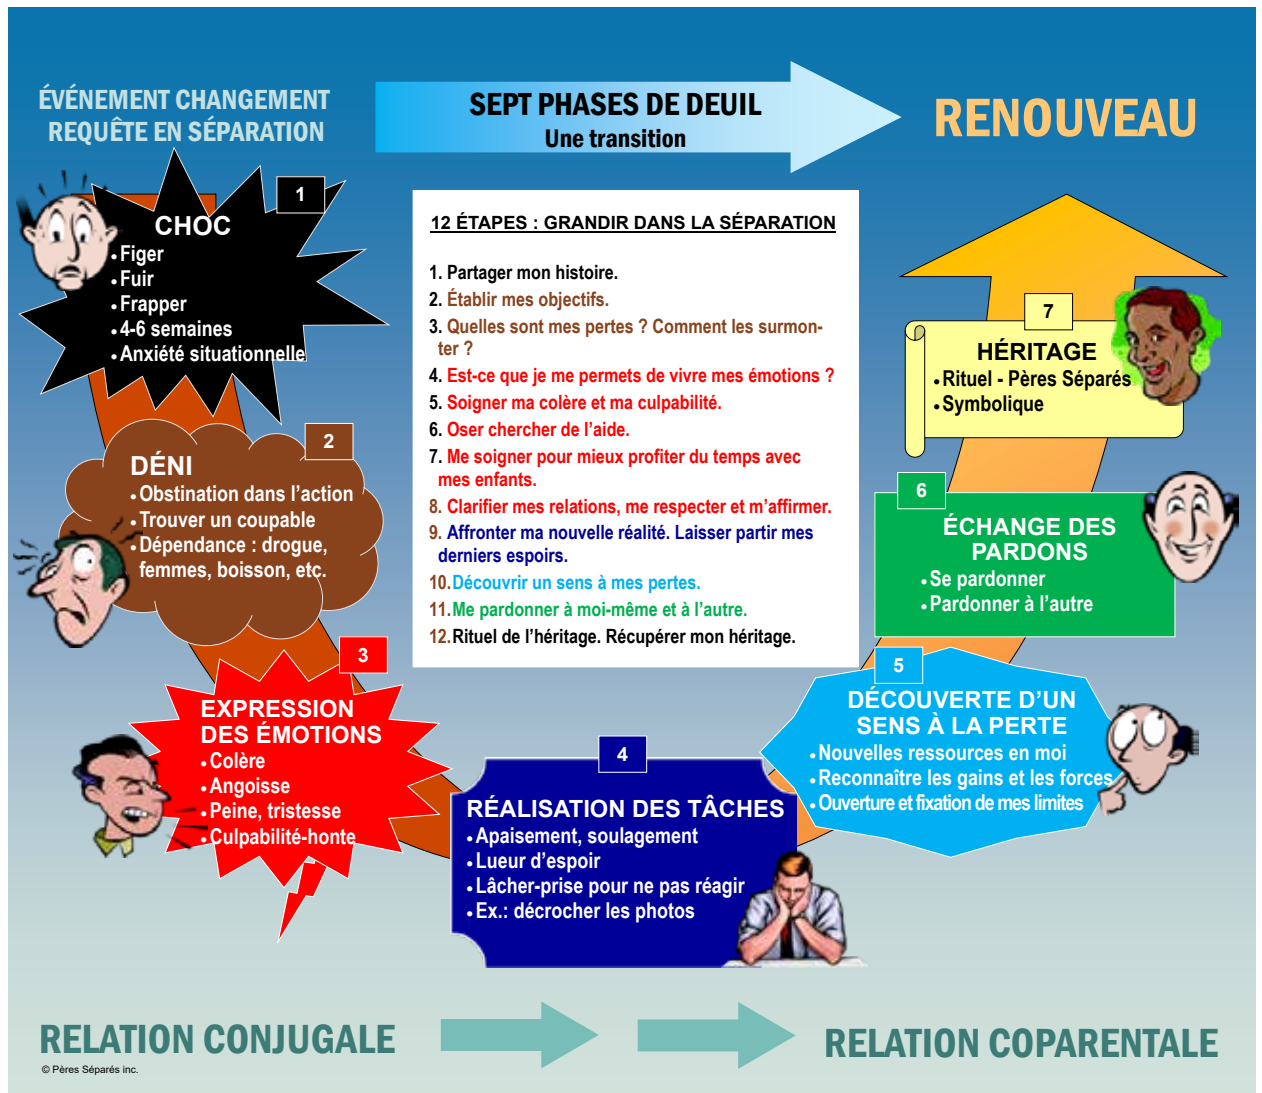 ÉVÉNEMENT CHANGEMENT
REQUÊTE EN SÉPARATION
SEPT PHASES DE DEUIL
Une transition
RENOUVEAU
1
CHOC
• Figer
• Fuir
• Frapper
• 4-6 semaines
• Anxiété situationnelle
2
DÉNI
• Obstination dans l'action
• Trouver un coupable
• Dépendance : drogue,
femmes, boisson, etc.
3
EXPRESSION
DES ÉMOTIONS
• Colère
• Angoisse
• Peine, tristesse
• Culpabilité-honte
12 ÉTAPES : GRANDIR DANS LA SÉPARATION
1. Partager mon histoire.
2. Établir mes objectifs.
3. Quelles sont mes pertes ? Comment les surmon-
ter ?
4. Est-ce que je me permets de vivre mes émotions ?
5. Soigner ma colère et ma culpabilité.
6. Oser chercher de l'aide.
7. Me soigner pour mieux profiter du temps avec
mes enfants.
8. Clarifier mes relations, me respecter et m'affirmer.
9. Affronter ma nouvelle réalité. Laisser partir mes
derniers espoirs.
10.Découvrir un sens à mes pertes.
11.Me pardonner à moi-même et à l'autre.
12.Rituel de l'héritage. Récupérer mon héritage.
4
RÉALISATION DES TÂCHES
• Apaisement, soulagement
• Lueur d'espoir
• Lâcher-prise pour ne pas réagir
• Ex.: décrocher les photos
5
DÉCOUVERTE D'UN
SENS À LA PERTE
• Nouvelles ressources en moi
• Reconnaître les gains et les forces
• Ouverture et fixation de mes limites
6
ÉCHANGE DES
PARDONS
• Se pardonner
• Pardonner à l'autre
7
HÉRITAGE
• Rituel - Pères Séparés
• Symbolique
RELATION CONJUGALE
RELATION COPARENTALE
© Pères Séparés inc.